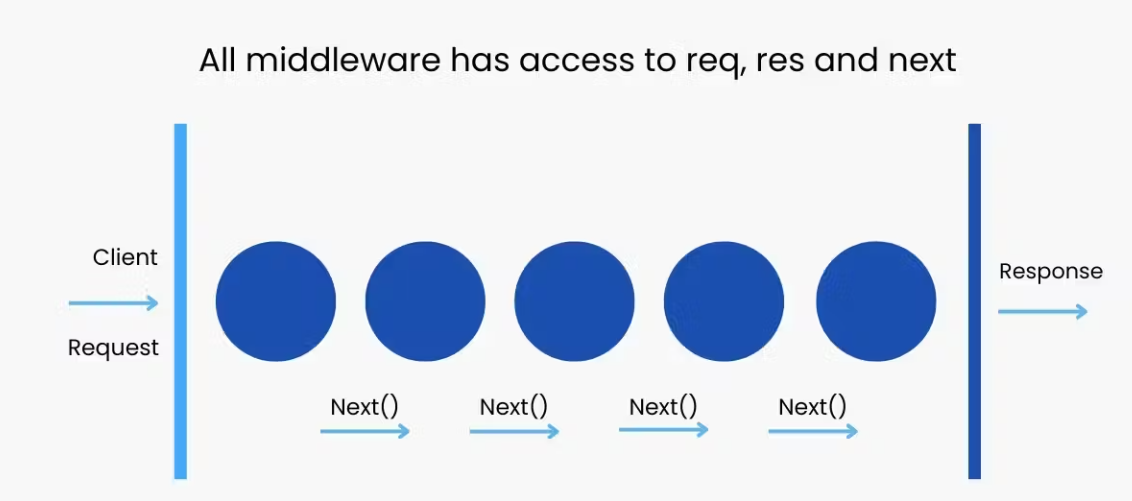 All middleware has access to req, res and next
Client
Request
Next()
Next()
Next()
Next()
Response